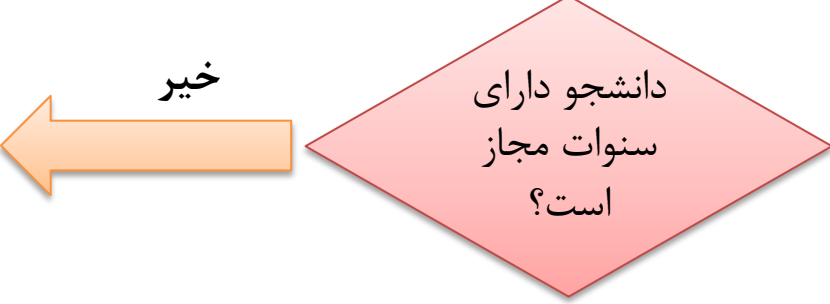 دانشجو دارای
سنوات مجاز
است؟
خیر